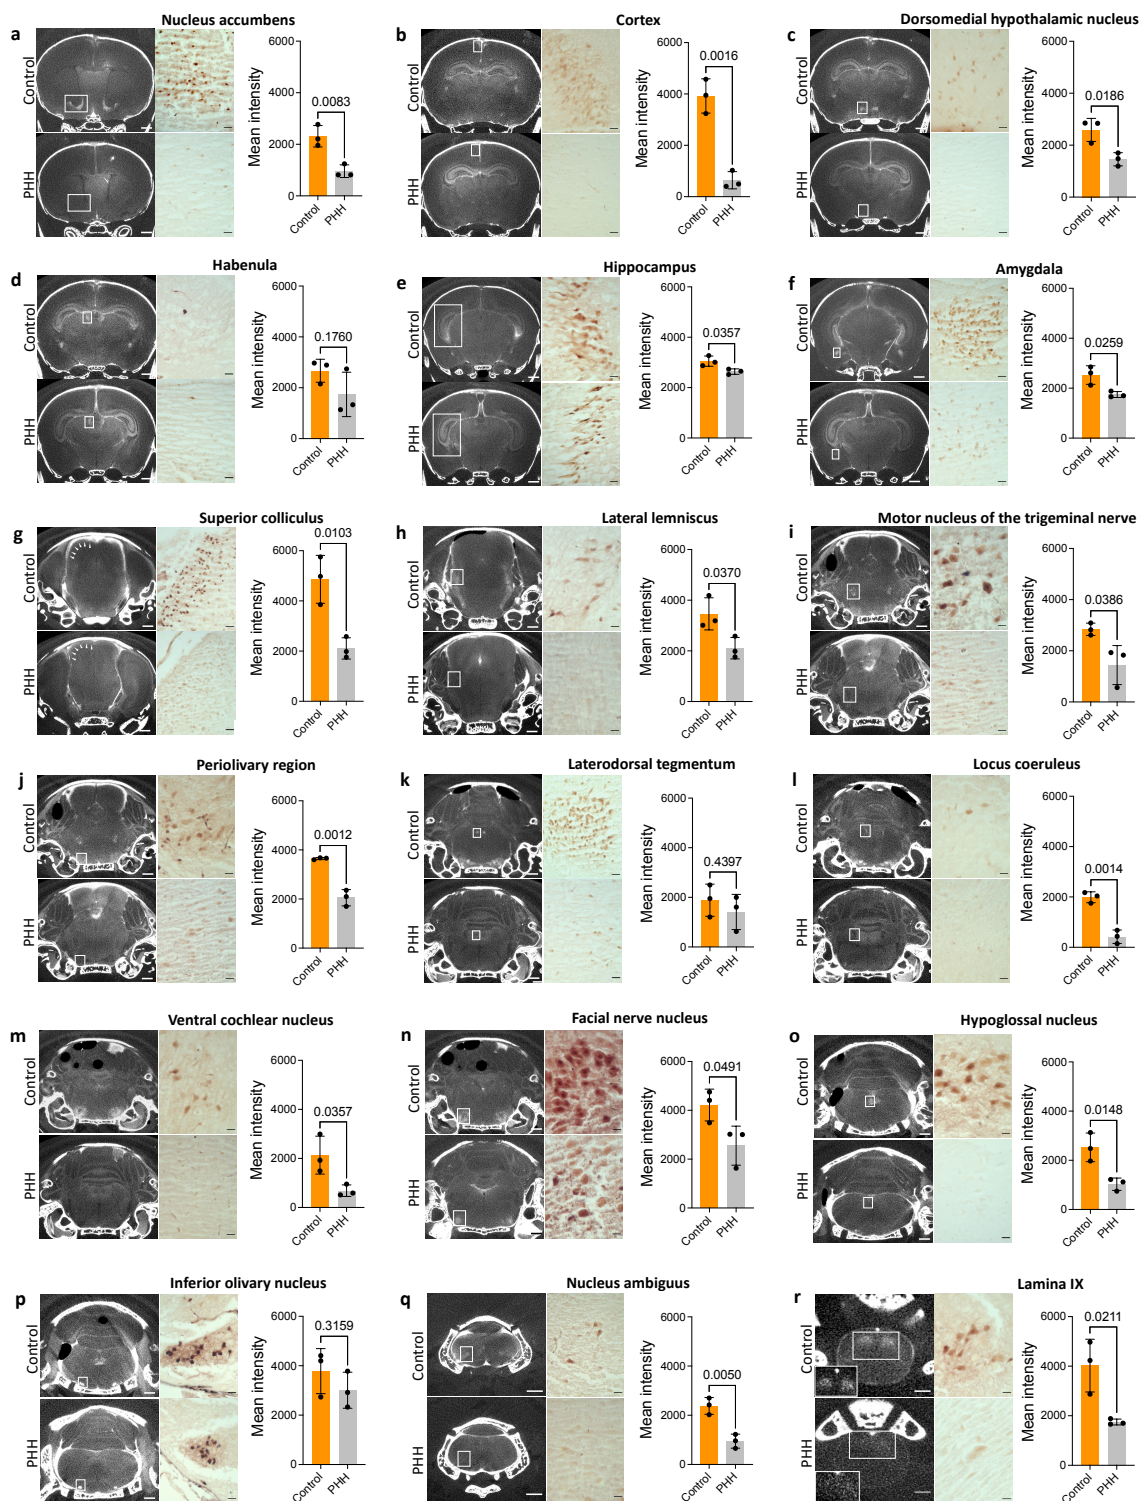 a Nucleus accumbens
Control
PHH
Mean intensity
6000
4000
2000
0
0.0083
Control
PHH
b Cortex
Control
PHH
Mean intensity
6000
4000
2000
0
0.0016
Control
PHH
c Dorsomedial hypothalamic nucleus
Control
PHH
Mean intensity
6000
4000
2000
0
0.0186
Control
PHH
d Habenula
Control
PHH
Mean intensity
6000
4000
2000
0
0.1760
Control
PHH
e Hippocampus
Control
PHH
Mean intensity
6000
4000
2000
0
0.0357
Control
PHH
f Amygdala
Control
PHH
Mean intensity
6000
4000
2000
0
0.0259
Control
PHH
g Superior colliculus
Control
PHH
Mean intensity
6000
4000
2000
0
0.0103
Control
PHH
h Lateral lemniscus
Control
PHH
Mean intensity
6000
4000
2000
0
0.0370
Control
PHH
i Motor nucleus of the trigeminal nerve
Control
PHH
Mean intensity
6000
4000
2000
0
0.0386
Control
PHH
j Periolivary region
Control
PHH
Mean intensity
6000
4000
2000
0
0.0012
Control
PHH
k Laterodorsal tegmentum
Control
PHH
Mean intensity
6000
4000
2000
0
0.4397
Control
PHH
l Locus coeruleus
Control
PHH
Mean intensity
6000
4000
2000
0
0.0014
Control
PHH
m Ventral cochlear nucleus
Control
PHH
Mean intensity
6000
4000
2000
0
0.0357
Control
PHH
n Facial nerve nucleus
Control
PHH
Mean intensity
6000
4000
2000
0
0.0491
Control
PHH
o Hypoglossal nucleus
Control
PHH
Mean intensity
6000
4000
2000
0
0.0148
Control
PHH
p Inferior olivary nucleus
Control
PHH
Mean intensity
6000
4000
2000
0
0.3159
Control
PHH
q Nucleus ambiguus
Control
PHH
Mean intensity
6000
4000
2000
0
0.0050
Control
PHH
r Lamina IX
Control
PHH
Mean intensity
6000
4000
2000
0
0.0211
Control
PHH